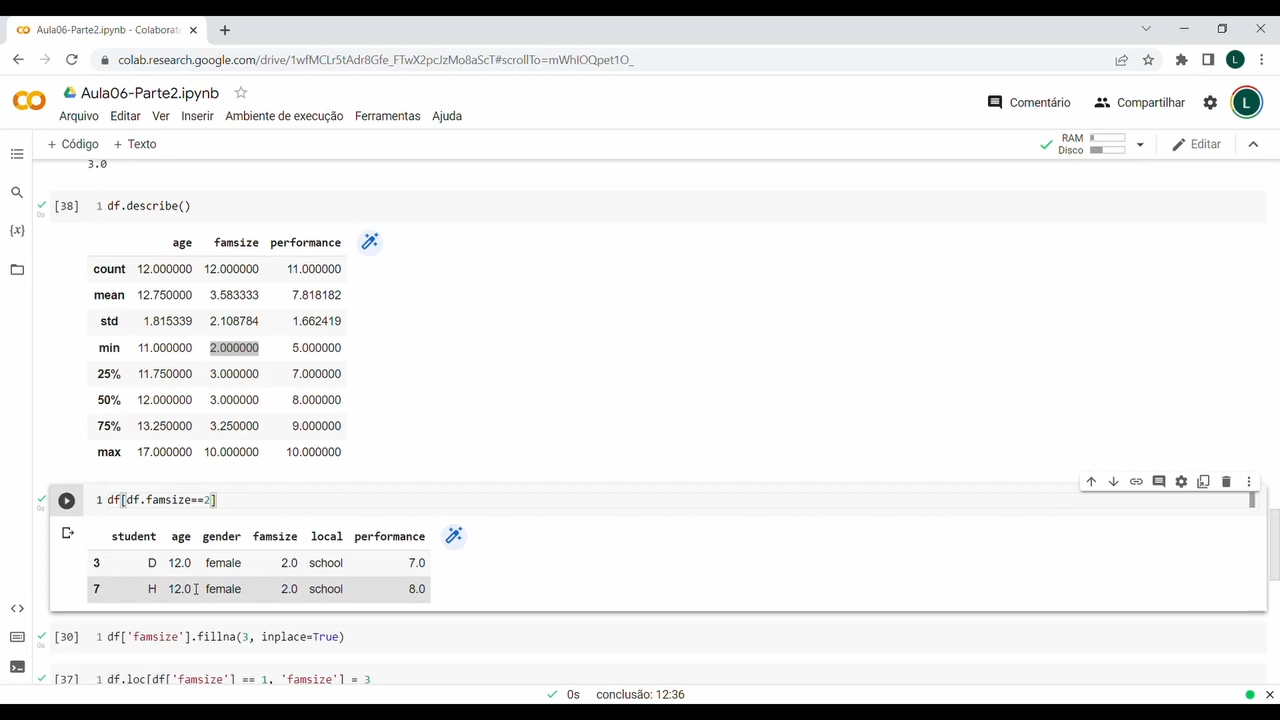 Aula06-Parte2.ipynb - Colaborat
colab.research.google.com/drive/1wfMCLr5tAdr8Gfe_FTwX2pcJzMo8aScT#scrollTo=mWhIOQpet1O_
L
Aula06-Parte2.ipynb
Comentário Compartilhar L
Arquivo Editar Ver Inserir Ambiente de execução Ferramentas Ajuda
+ Código + Texto
RAM
Disco
Editar
3.0
[38] 1 df.describe()
0s
age famsize performance
count 12.000000 12.000000 11.000000
mean 12.750000 3.583333 7.818182
std 1.815339 2.108784 1.662419
min 11.000000 2.000000 5.000000
25% 11.750000 3.000000 7.000000
50% 12.000000 3.000000 8.000000
75% 13.250000 3.250000 9.000000
max 17.000000 10.000000 10.000000
1 df[df.famsize==2]
0s
student age gender famsize local performance
3 D 12.0 female 2.0 school 7.0
7 H 12.0 female 2.0 school 8.0
[30] 1 df['famsize'].fillna(3, inplace=True)
0s
[37] 1 df.loc[df['famsize'] == 1, 'famsize'] = 3
0s conclusão: 12:36